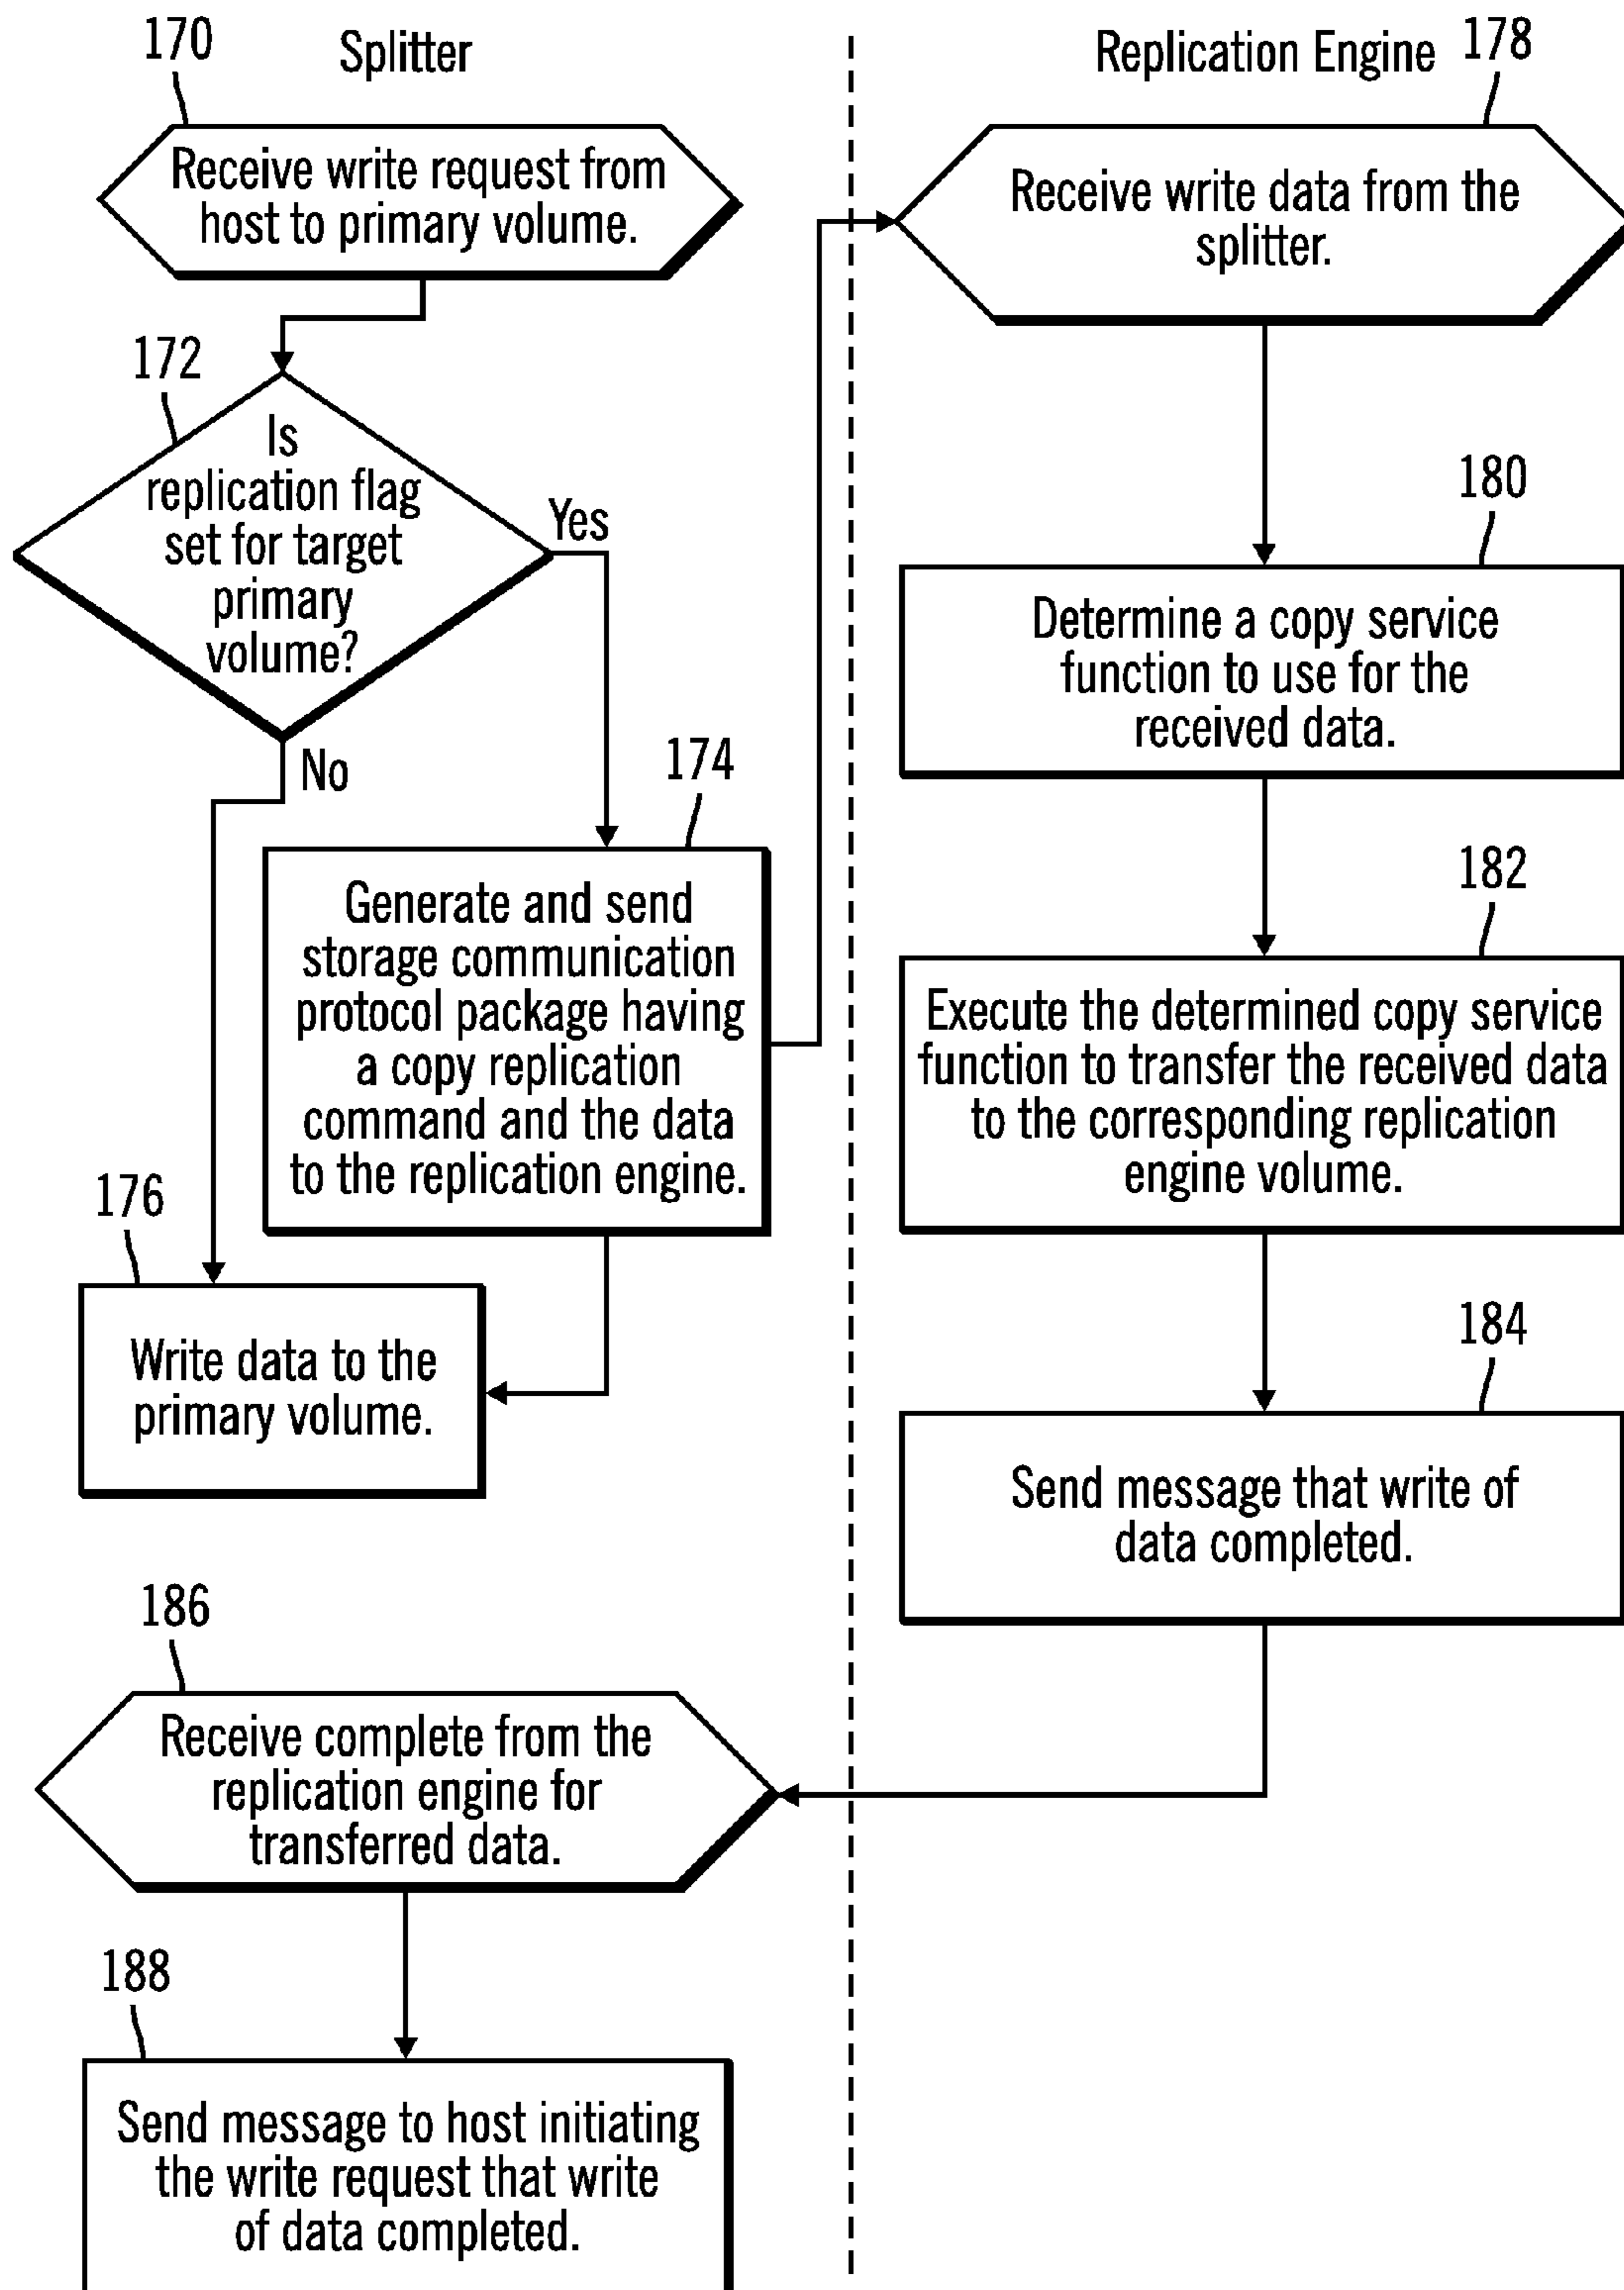 170
Splitter
Receive write request from
host to primary volume.
172
Is
replication flag
set for target
primary
volume?
Yes
No
174
Generate and send
storage communication
protocol package having
a copy replication
command and the data
to the replication engine.
176
Write data to the
primary volume.
Replication Engine
178
Receive write data from the
splitter.
180
Determine a copy service
function to use for the
received data.
182
Execute the determined copy service
function to transfer the received data
to the corresponding replication
engine volume.
184
Send message that write of
data completed.
186
Receive complete from the
replication engine for
transferred data.
188
Send message to host initiating
the write request that write
of data completed.